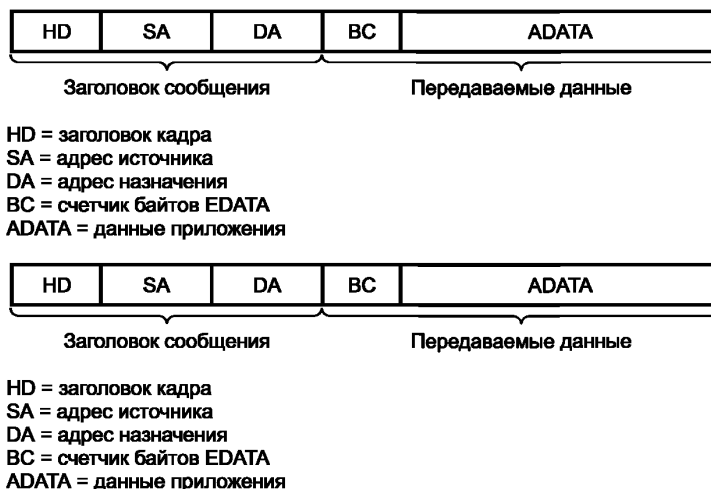 HD SA DA BC ADATA
Заголовок сообщения Передаваемые данные
HD = заголовок кадра
SA = адрес источника
DA = адрес назначения
BC = счетчик байтов EDATA
ADATA = данные приложения
HD SA DA BC ADATA
Заголовок сообщения Передаваемые данные
HD = заголовок кадра
SA = адрес источника
DA = адрес назначения
BC = счетчик байтов EDATA
ADATA = данные приложения